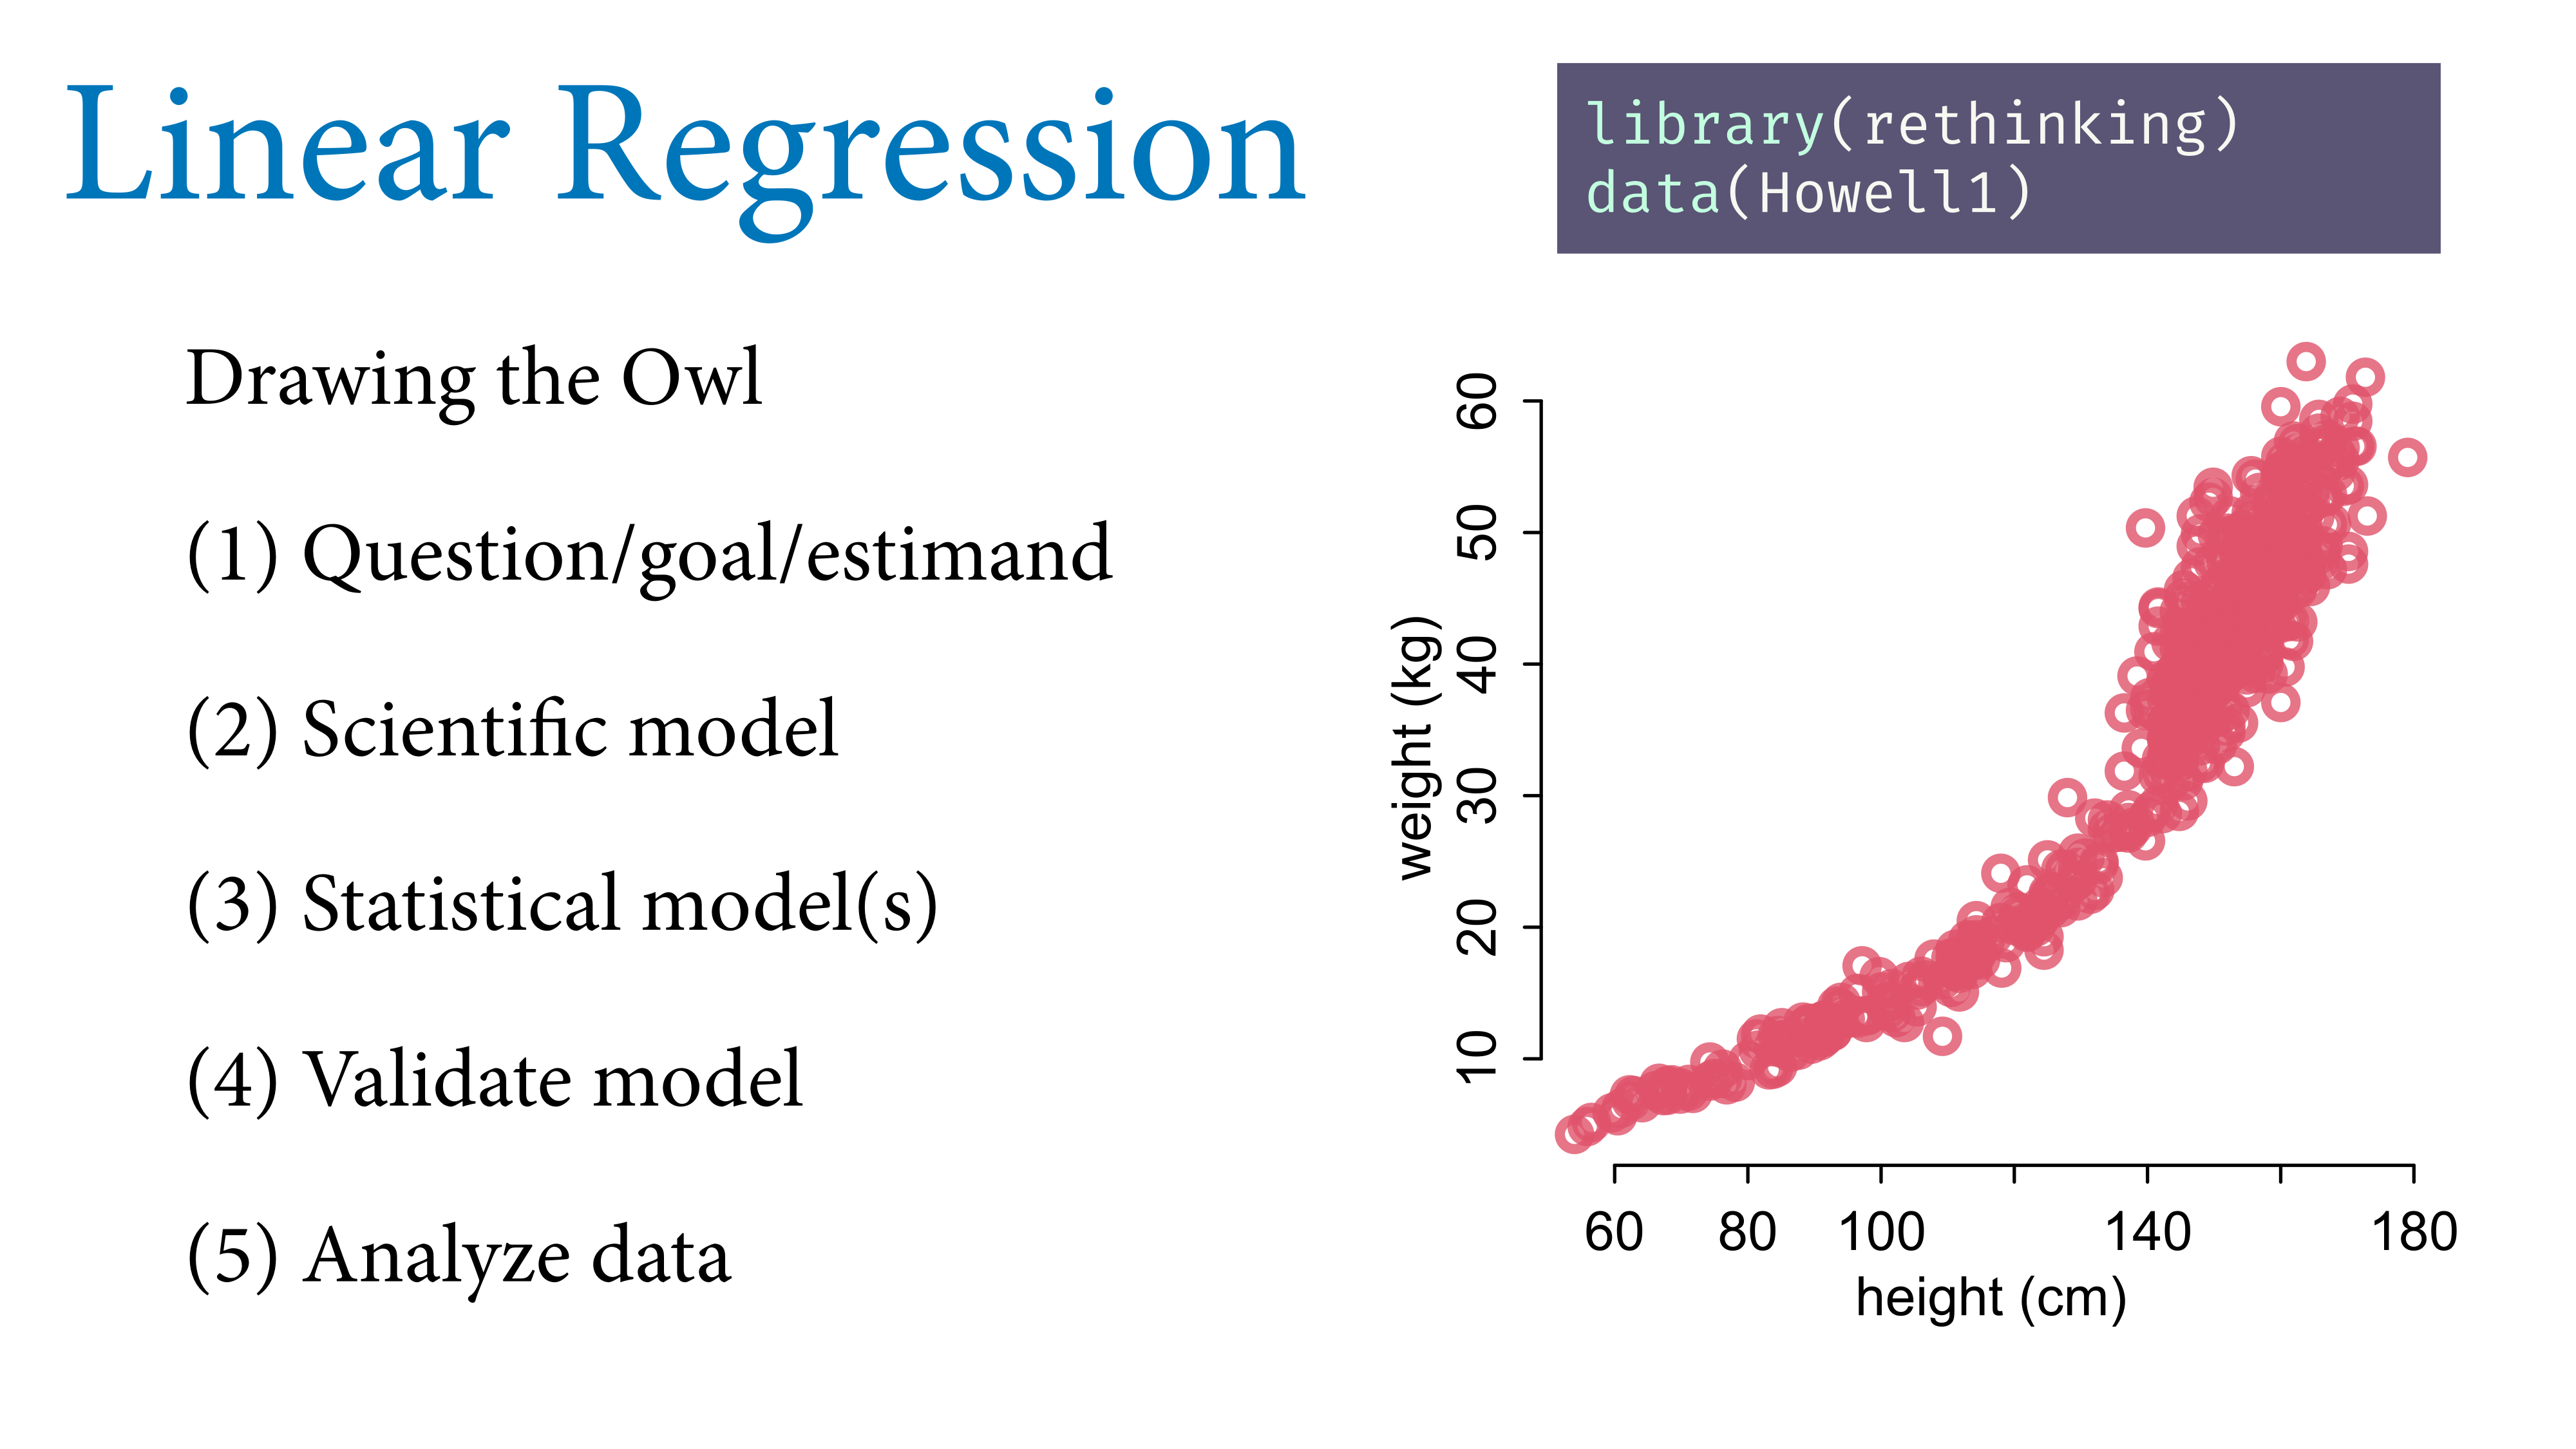 Linear Regression
library(rethinking)
data(Howell1)
Drawing the Owl
(1) Question/goal/estimand
(2) Scientific model
(3) Statistical model(s)
(4) Validate model
(5) Analyze data
weight (kg)
60
50
40
30
20
10
60 80 100 140 180
height (cm)